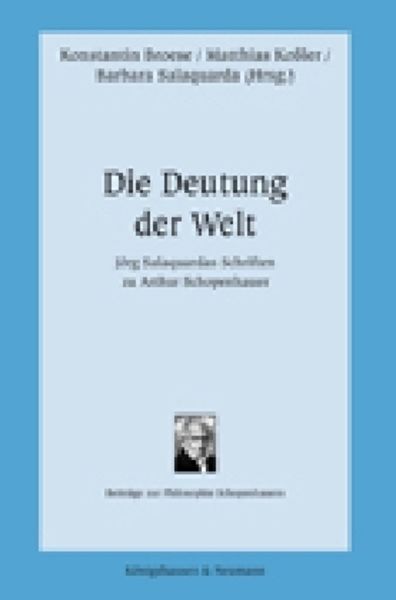 Konstantin Broese / Matthias Koßler /
Barbara Salaquarda (Hrsg.)
Die Deutung
der Welt
Jörg Salaquardas Schriften
zu Arthur Schopenhauer
Beiträge zur Philosophie Schopenhauers
Königshausen & Neumann